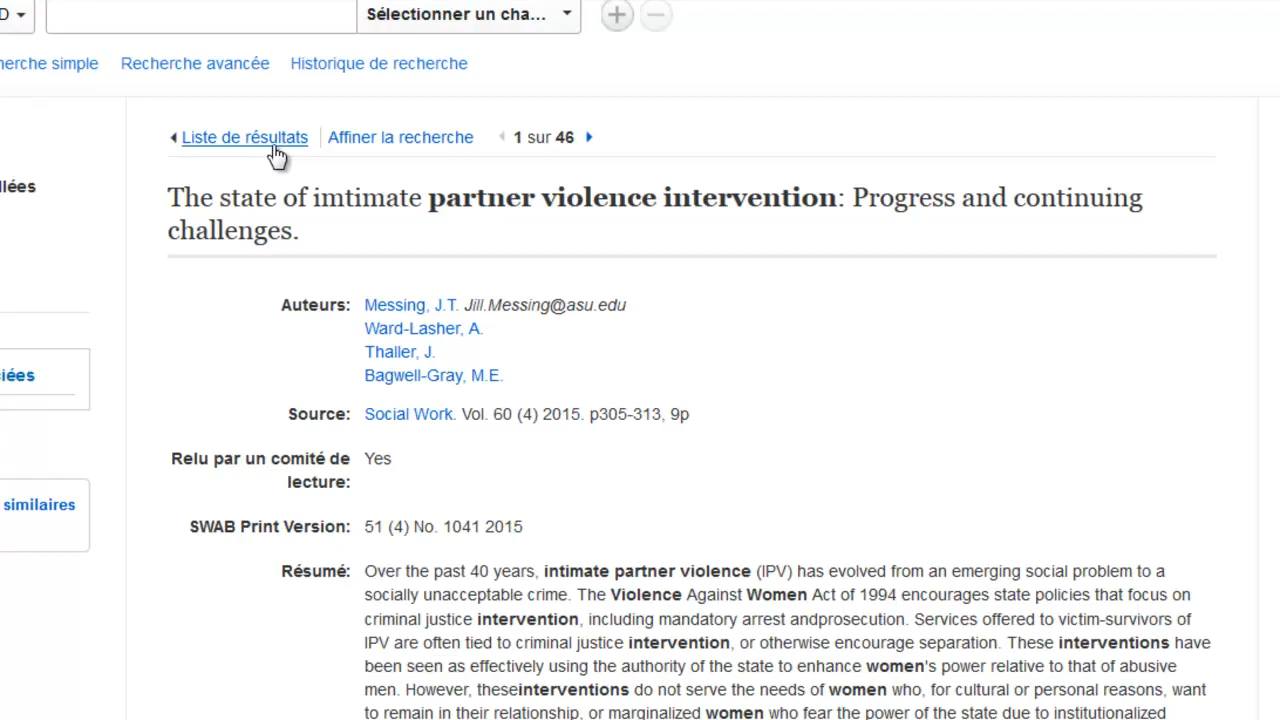 D
Sélectionner un cha...
herche simple Recherche avancée Historique de recherche
Liste de résultats Affiner la recherche 1 sur 46
llées
The state of imtimate partner violence intervention: Progress and continuing
challenges.
Auteurs: Messing, J.T. Jill.Messing@asu.edu
Ward-Lasher, A.
Thaller, J.
Bagwell-Gray, M.E.
ciées
Source: Social Work. Vol. 60 (4) 2015. p305-313, 9p
Relu par un comité de Yes
lecture:
similaires
SWAB Print Version: 51 (4) No. 1041 2015
Résumé: Over the past 40 years, intimate partner violence (IPV) has evolved from an emerging social problem to a
socially unacceptable crime. The Violence Against Women Act of 1994 encourages state policies that focus on
criminal justice intervention, including mandatory arrest andprosecution. Services offered to victim-survivors of
IPV are often tied to criminal justice intervention, or otherwise encourage separation. These interventions have
been seen as effectively using the authority of the state to enhance women's power relative to that of abusive
men. However, theseinterventions do not serve the needs of women who, for cultural or personal reasons, want
to remain in their relationship, or marginalized women who fear the power of the state due to institutionalized